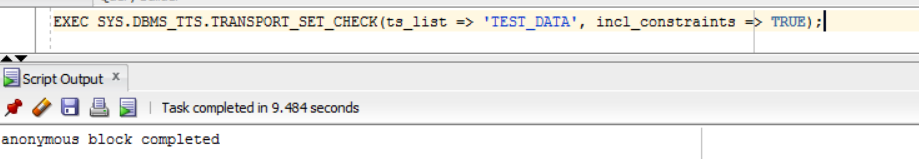 EXEC SYS.DBMS_TTS.TRANSPORT_SET_CHECK(ts_list => 'TEST_DATA', incl_constraints => TRUE);
Script Output x
Task completed in 9.484 seconds
anonymous block completed